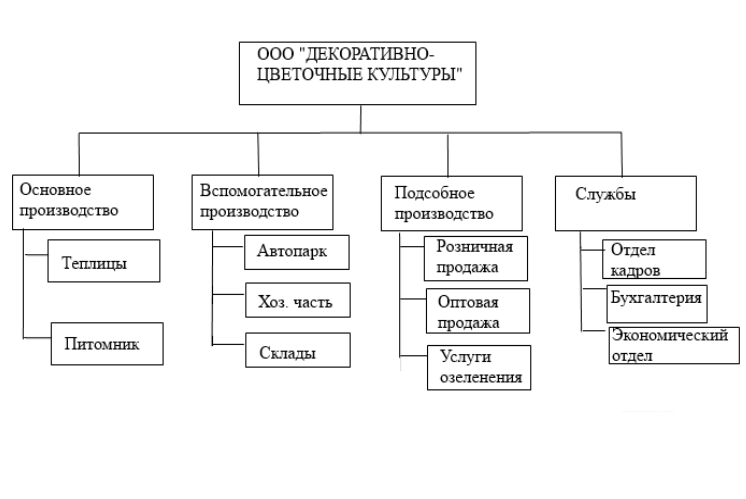 ООО "ДЕКОРАТИВНО-
ЦВЕТОЧНЫЕ КУЛЬТУРЫ"
Основное
производство
Теплицы
Питомник
Вспомогательное
производство
Автопарк
Хоз. часть
Склады
Подсобное
производство
Розничная
продажа
Оптовая
продажа
Услуги
озеленения
Службы
Отдел
кадров
Бухгалтерия
Экономический
отдел